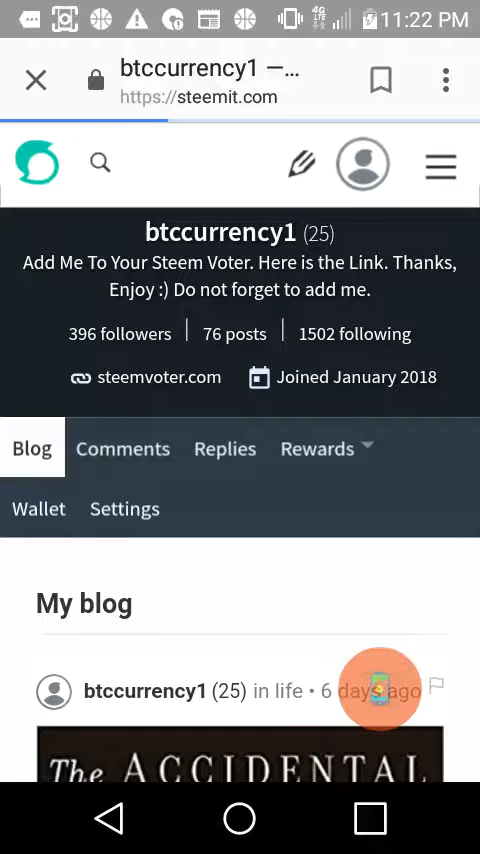 4G
LTE
11:22 PM
btccurrency1 —...
https://steemit.com
btccurrency1 (25)
Add Me To Your Steem Voter. Here is the Link. Thanks,
Enjoy :) Do not forget to add me.
396 followers
76 posts
1502 following
steemvoter.com
Joined January 2018
Blog
Comments
Replies
Rewards
Wallet
Settings
My blog
btccurrency1 (25) in life • 6 days ago
The ACCIDENTAL